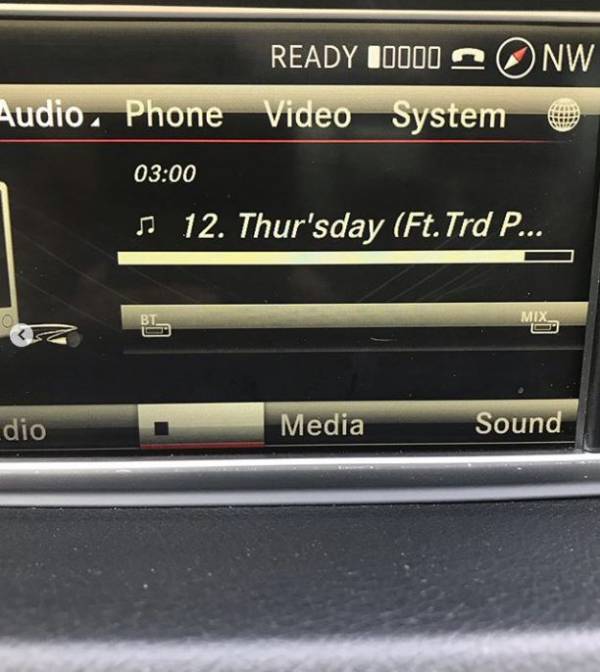 READY NW
Audio Phone Video System
03:00
12. Thur'sday (Ft.Trd P...
BT MIX
dio Media Sound